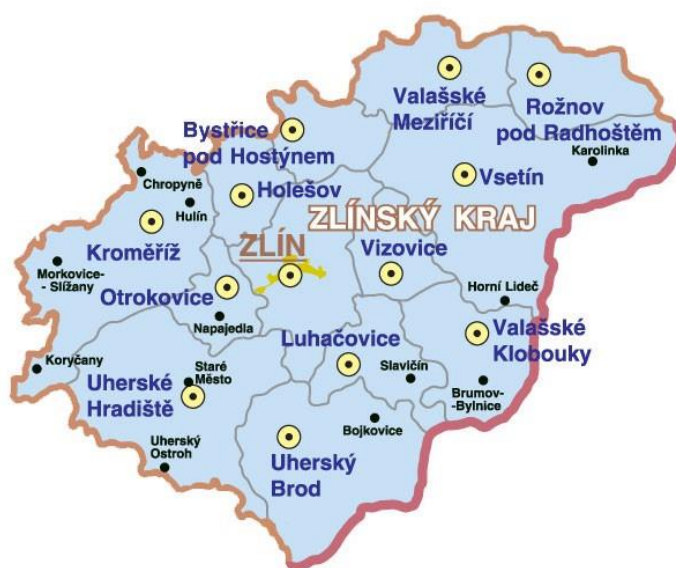 Valašské
Meziříčí
Rožnov
pod Radhoštěm
Karolinka
Bystřice
pod Hostýnem
Chropyně
Holešov
Vsetín
Hulín
ZLÍNSKÝ KRAJ
Kroměříž
ZLÍN
Vizovice
Morkovice-
-Slížany
Otrokovice
Horní Lideč
Napajedla
Luhačovice
Valašské
Klobouky
Koryčany
Staré
Město
Slavičín
Uherské
Hradiště
Brumov-
-Bylnice
Bojkovice
Uherský
Ostroh
Uherský
Brod